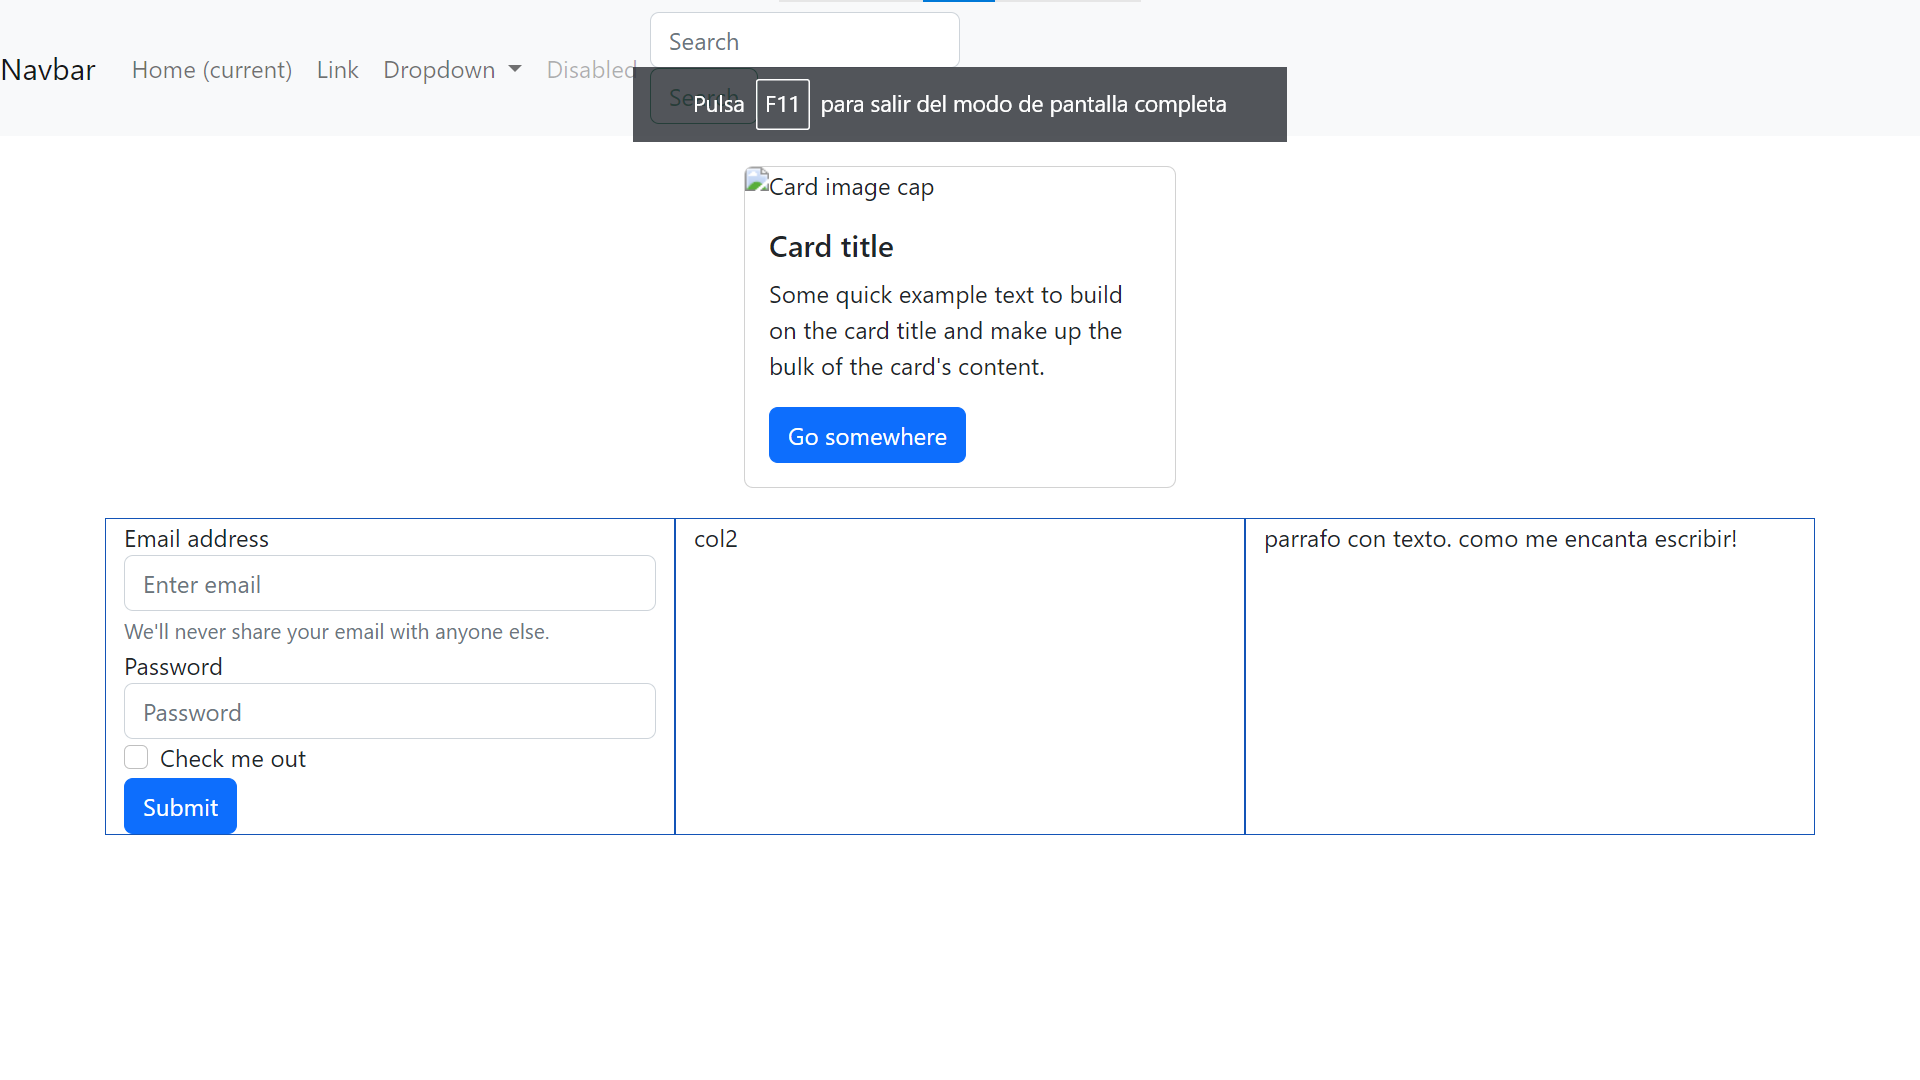 Navbar Home (current) Link Dropdown Disabled
Search
Search
Pulsa F11 para salir del modo de pantalla completa
Card image cap
Card title
Some quick example text to build
on the card title and make up the
bulk of the card's content.
Go somewhere
Email address
Enter email
We'll never share your email with anyone else.
Password
Password
Check me out
Submit
col2
parrafo con texto. como me encanta escribir!